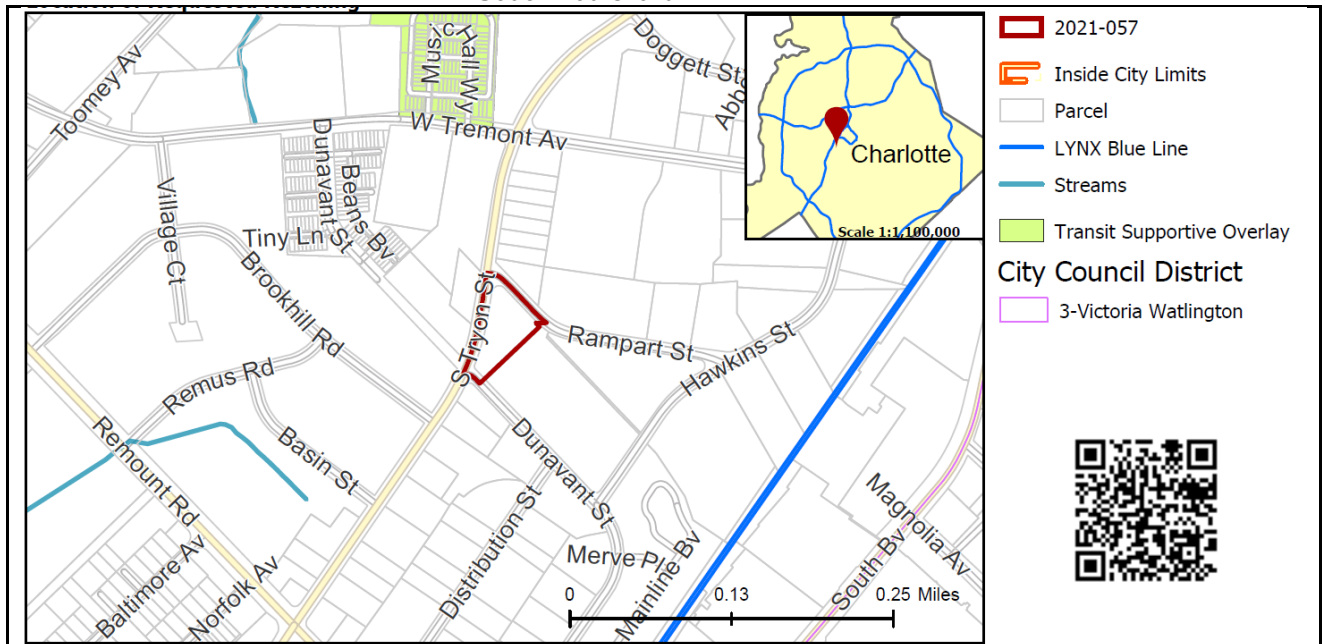 Toomey Av
Music
Hall Wy
Doggett St
Abb
W Tremont Av
Dunavant St
Beans Bv
Village Ct
Tiny Ln
Brookhill Rd
S Tryon St
Rampart St
Hawkins St
Remus Rd
Basin St
Remount Rd
Dunavant St
Distribution St
Merve Pl
Mainline Bv
Magnolia Av
South Bv
Baltimore Av
Norfolk Av
0 0.13 0.25 Miles
Charlotte
Scale 1:1,100,000
2021-057
Inside City Limits
Parcel
LYNX Blue Line
Streams
Transit Supportive Overlay
City Council District
3-Victoria Watlington